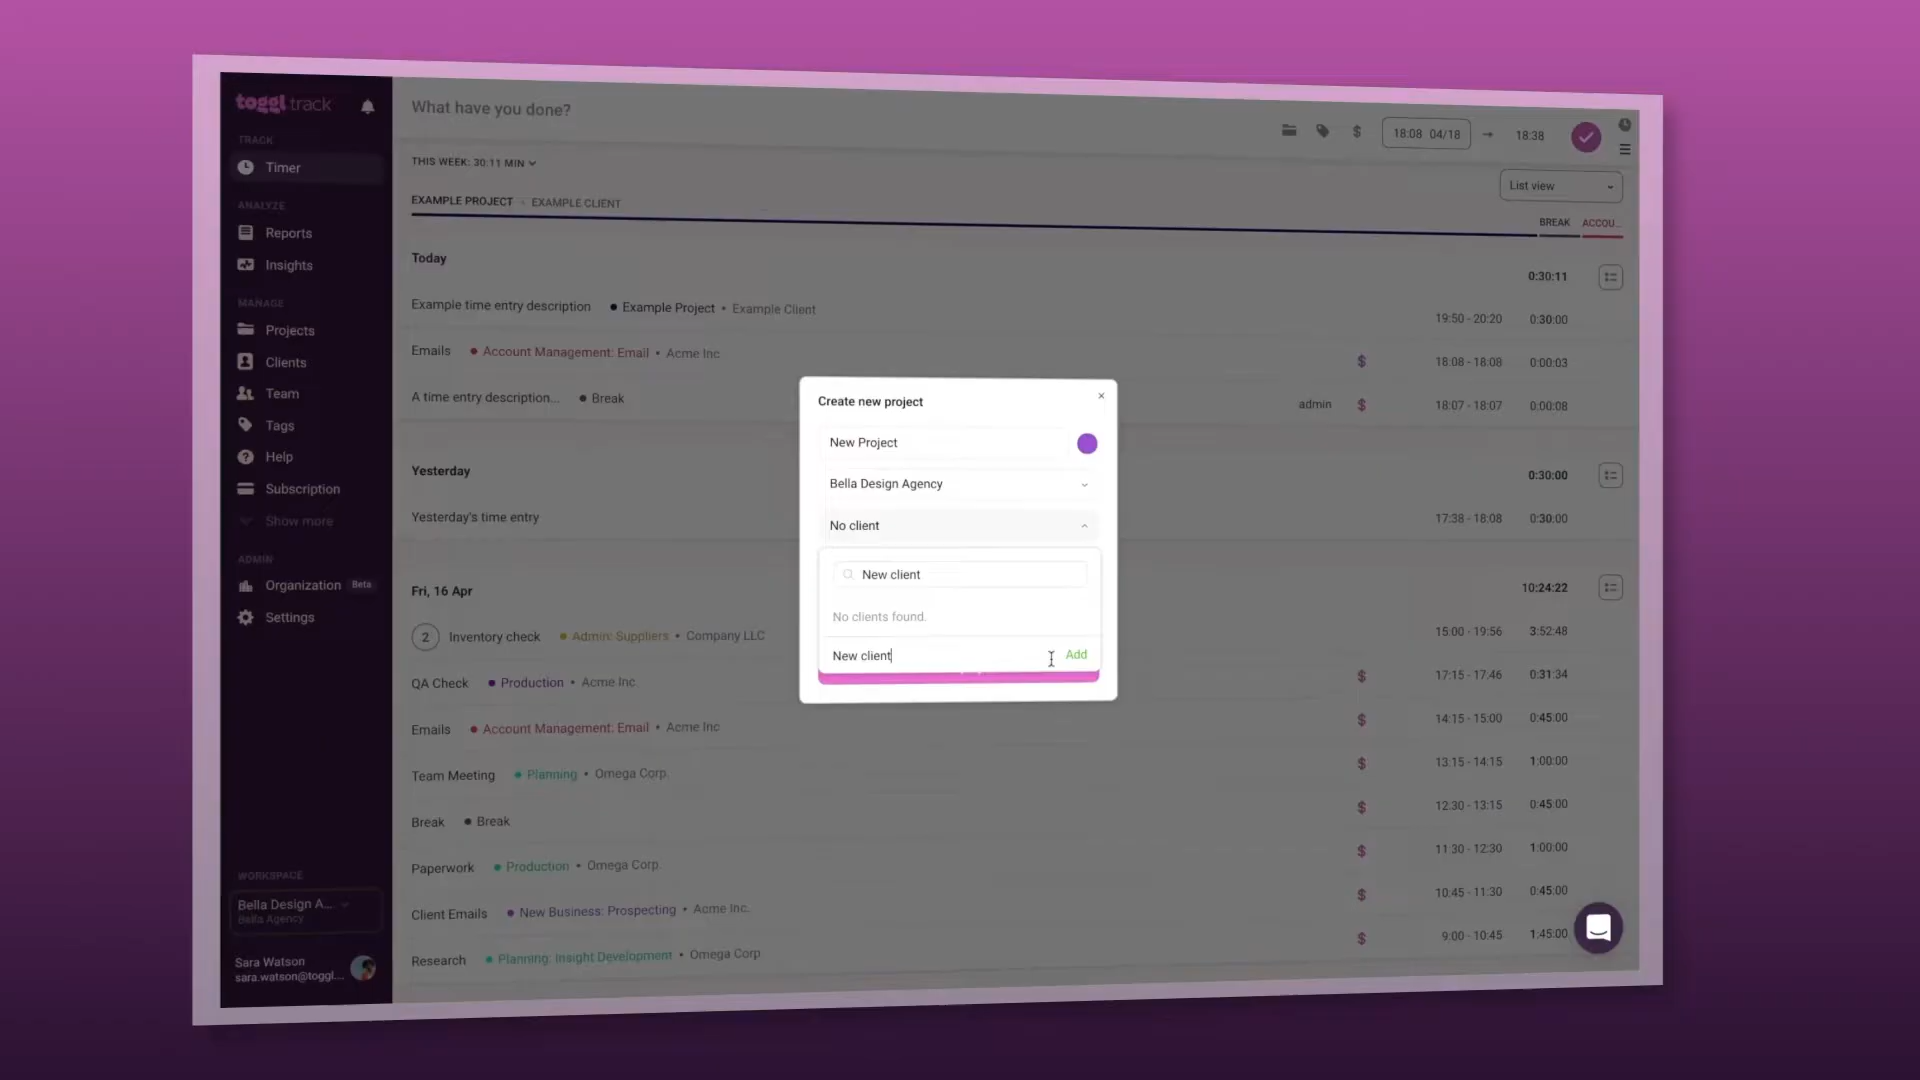 toggl track
TRACK
Timer
ANALYZE
Reports
Insights
MANAGE
Projects
Clients
Team
Tags
Help
Subscription
Show more
ADMIN
Organization Beta
Settings
WORKSPACE
Bella Design A...
Bella Agency
Sara Watson
sara.watson@toggl...
What have you done?
$ 18:08 04/18 → 18:38
THIS WEEK: 30:11 MIN
List view
EXAMPLE PROJECT • EXAMPLE CLIENT
BREAK ACCOU...
Today 0:30:11
Example time entry description • Example Project • Example Client 19:50 - 20:20 0:30:00
Emails • Account Management: Email • Acme Inc $ 18:08 - 18:08 0:00:03
A time entry description... • Break admin $ 18:07 - 18:07 0:00:08
Yesterday 0:30:00
Yesterday's time entry 17:38 - 18:08 0:30:00
Fri, 16 Apr 10:24:22
2 Inventory check • Admin: Suppliers • Company LLC 15:00 - 19:56 3:52:48
QA Check • Production • Acme Inc. $ 17:15 - 17:46 0:31:34
Emails • Account Management: Email • Acme Inc $ 14:15 - 15:00 0:45:00
Team Meeting • Planning • Omega Corp. $ 13:15 - 14:15 1:00:00
Break • Break $ 12:30 - 13:15 0:45:00
Paperwork • Production • Omega Corp. $ 11:30 - 12:30 1:00:00
Client Emails • New Business: Prospecting • Acme Inc. $ 10:45 - 11:30 0:45:00
Research • Planning: Insight Development • Omega Corp $ 9:00 - 10:45 1:45:00
Create new project ×
New Project
Bella Design Agency
No client
New client
No clients found.
New client Add